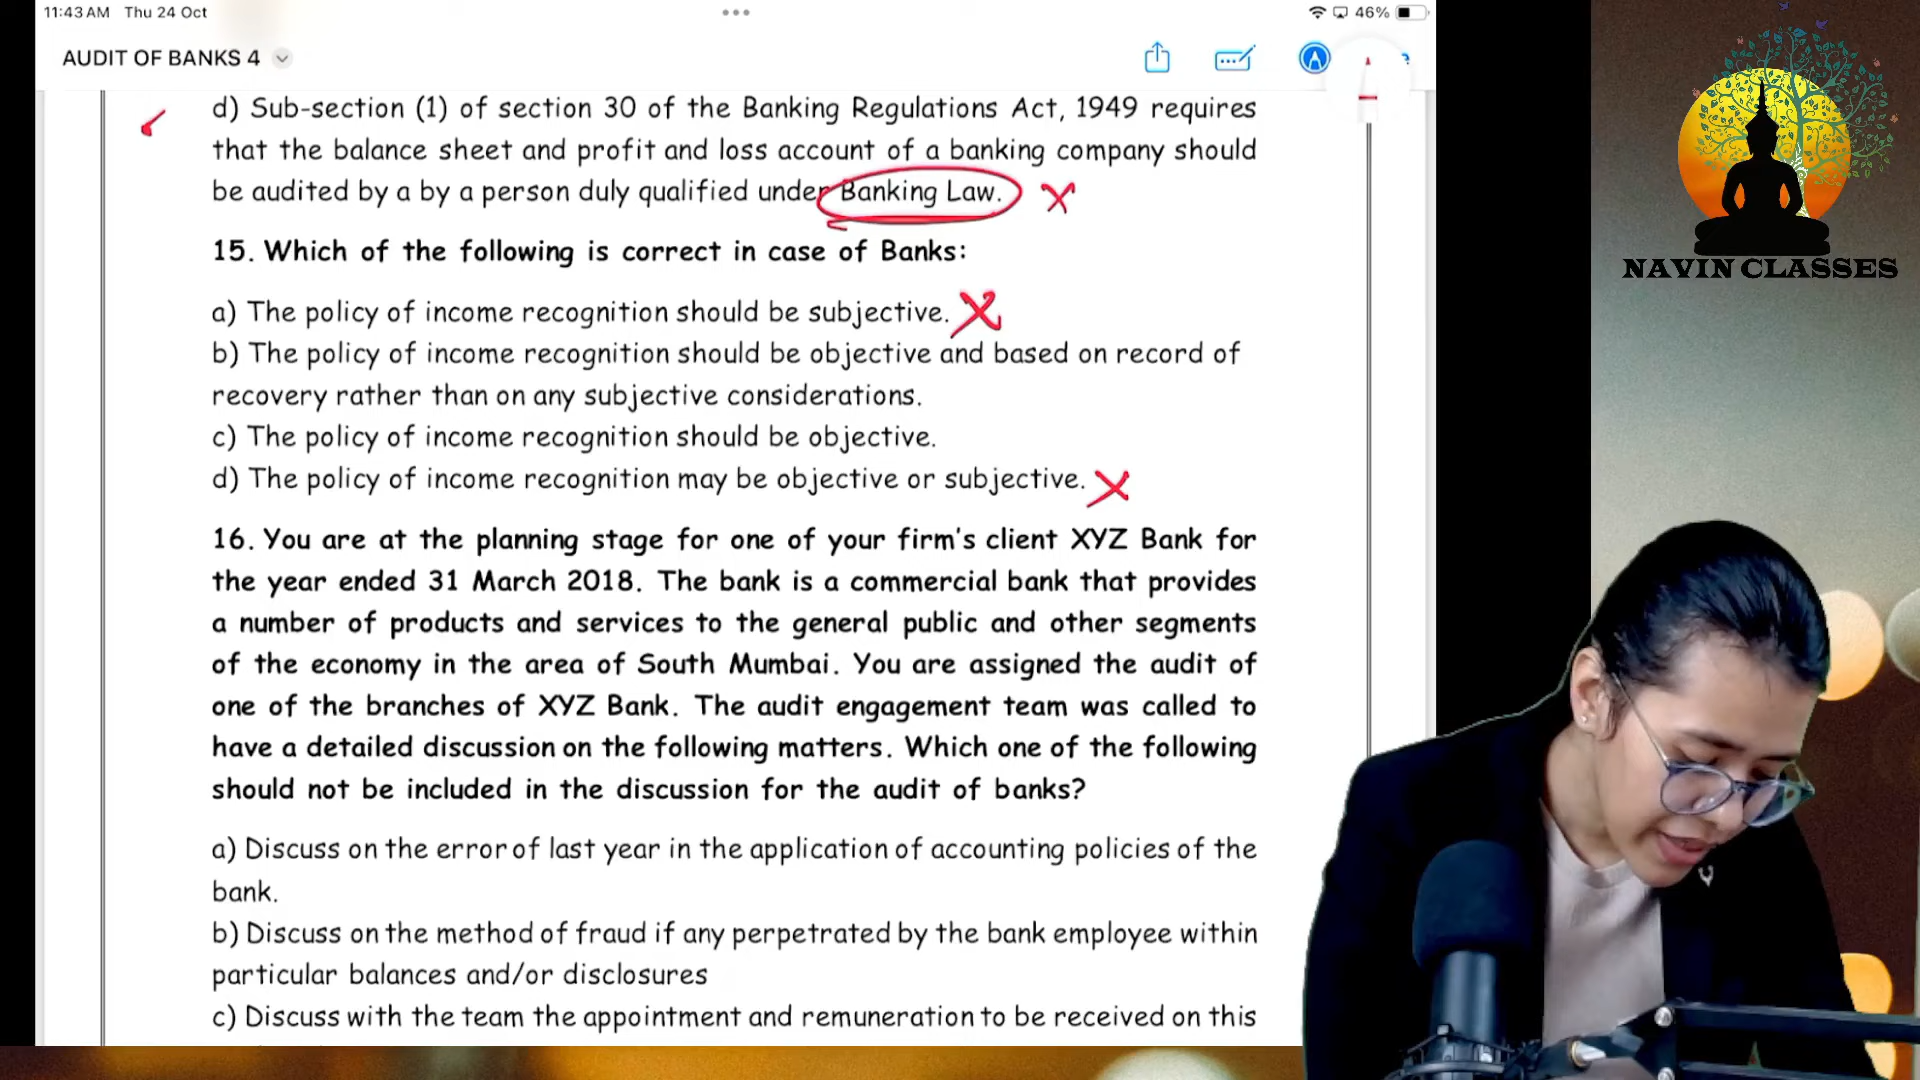 11:43 AM Thu 24 Oct
46%
AUDIT OF BANKS 4
d) Sub-section (1) of section 30 of the Banking Regulations Act, 1949 requires
that the balance sheet and profit and loss account of a banking company should
be audited by a by a person duly qualified under Banking Law.
15. Which of the following is correct in case of Banks:
a) The policy of income recognition should be subjective.
b) The policy of income recognition should be objective and based on record of
recovery rather than on any subjective considerations.
c) The policy of income recognition should be objective.
d) The policy of income recognition may be objective or subjective.
16. You are at the planning stage for one of your firm's client XYZ Bank for
the year ended 31 March 2018. The bank is a commercial bank that provides
a number of products and services to the general public and other segments
of the economy in the area of South Mumbai. You are assigned the audit of
one of the branches of XYZ Bank. The audit engagement team was called to
have a detailed discussion on the following matters. Which one of the following
should not be included in the discussion for the audit of banks?
a) Discuss on the error of last year in the application of accounting policies of the
bank.
b) Discuss on the method of fraud if any perpetrated by the bank employee within
particular balances and/or disclosures
c) Discuss with the team the appointment and remuneration to be received on this
NAVIN CLASSES